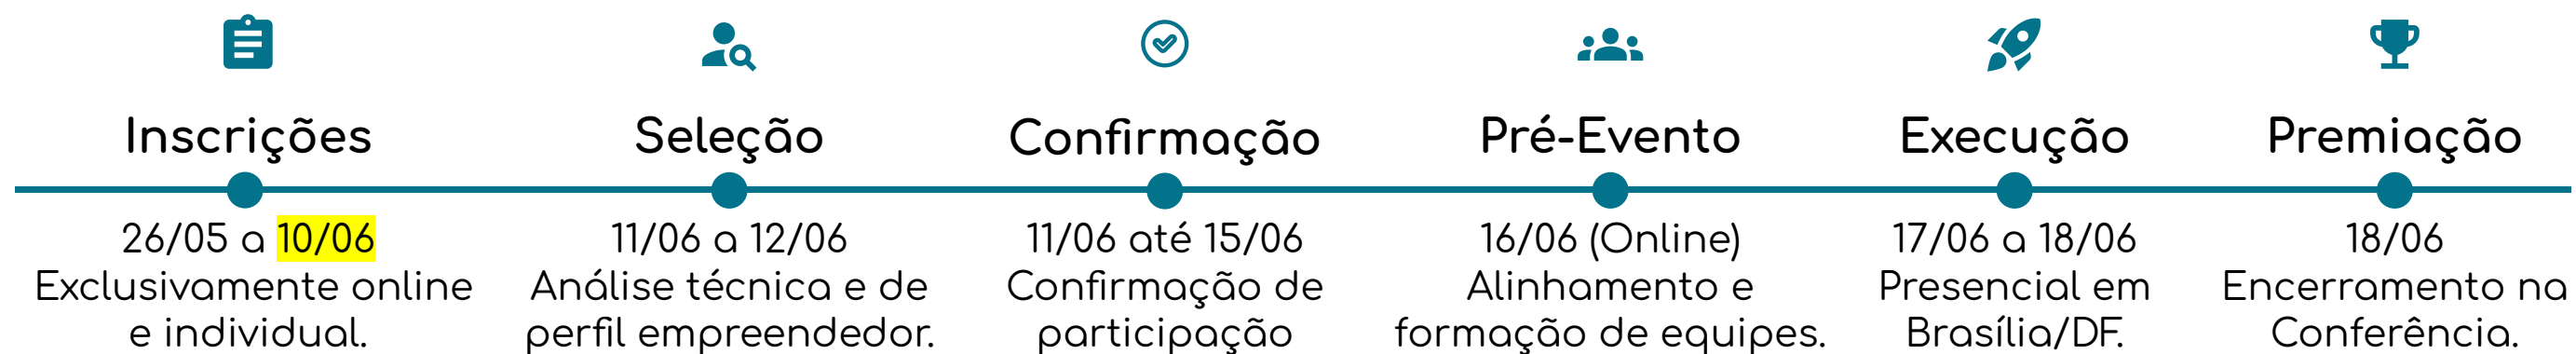 Inscrições
26/05 a 10/06
Exclusivamente online
e individual.
Seleção
11/06 a 12/06
Análise técnica e de
perfil empreendedor.
Confirmação
11/06 até 15/06
Confirmação de
participação
Pré-Evento
16/06 (Online)
Alinhamento e
formação de equipes.
Execução
17/06 a 18/06
Presencial em
Brasília/DF.
Premiação
18/06
Encerramento na
Conferência.